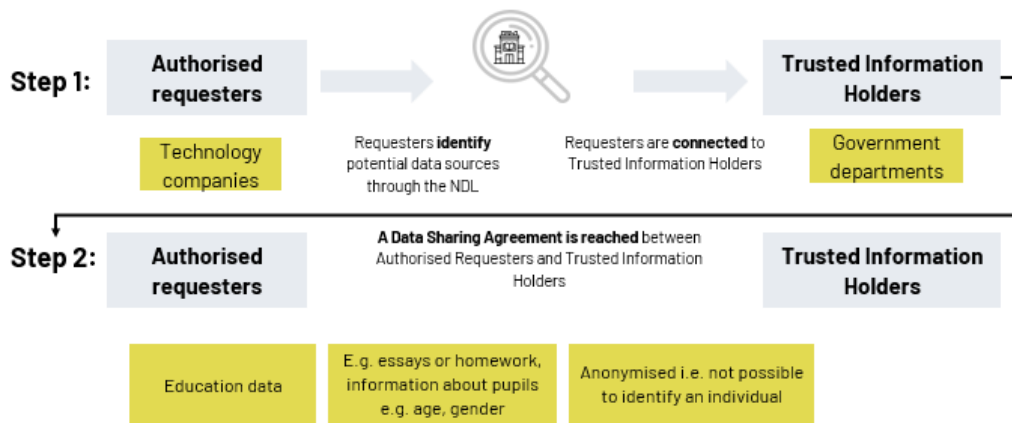 Step 1:
Authorised
requesters
Trusted Information
Holders
Technology
companies
Requesters identify
potential data sources
through the NDL
Requesters are connected to
Trusted Information Holders
Government
departments
Step 2:
Authorised
requesters
A Data Sharing Agreement is reached between
Authorised Requesters and Trusted Information
Holders
Trusted Information
Holders
Education data
E.g. essays or homework,
information about pupils
e.g. age, gender
Anonymised i.e. not possible
to identify an individual